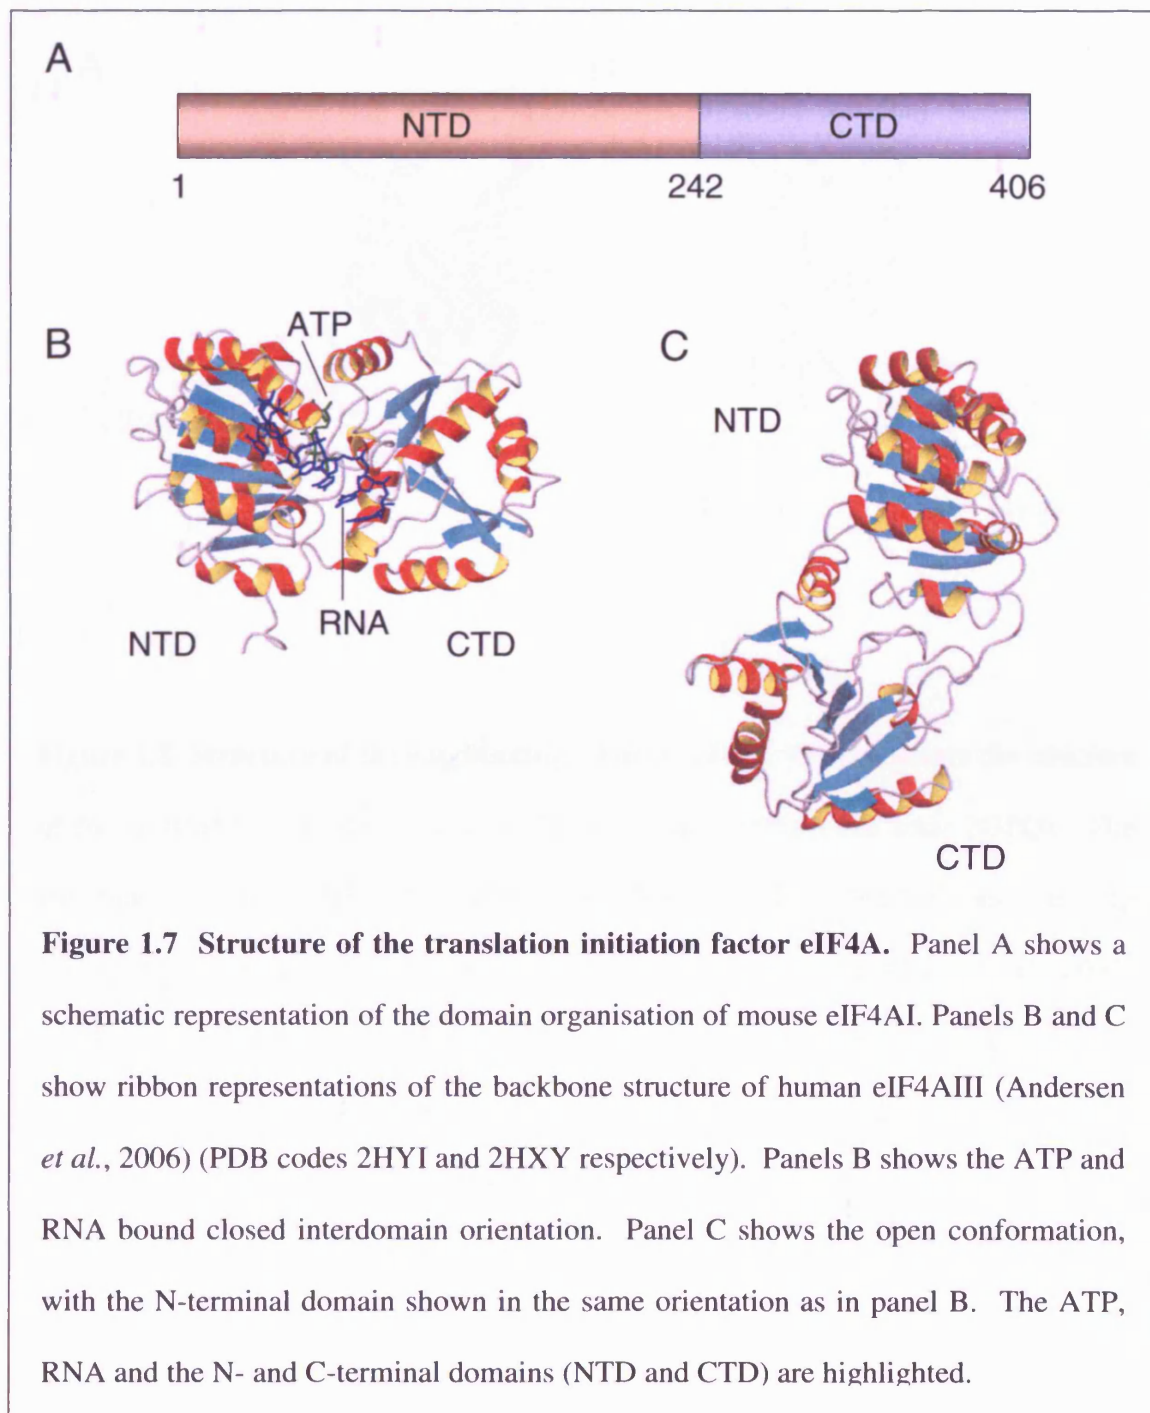 A
NTD CTD
1 242 406
B
ATP
C
NTD
RNA
NTD CTD
CTD
Figure 1.7 Structure of the translation initiation factor eIF4A. Panel A shows a
schematic representation of the domain organisation of mouse eIF4AI. Panels B and C
show ribbon representations of the backbone structure of human eIF4AIII (Andersen
et al., 2006) (PDB codes 2HYI and 2HXY respectively). Panels B shows the ATP and
RNA bound closed interdomain orientation. Panel C shows the open conformation,
with the N-terminal domain shown in the same orientation as in panel B. The ATP,
RNA and the N- and C-terminal domains (NTD and CTD) are highlighted.